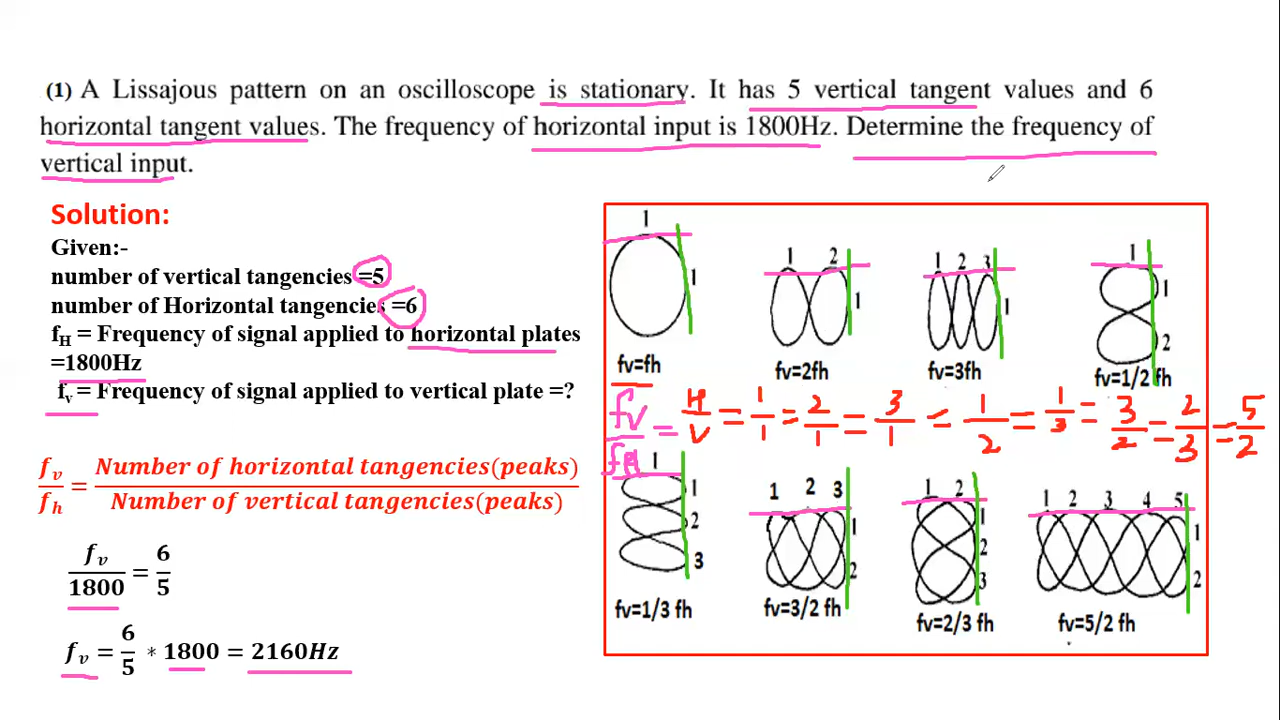 (1) A Lissajous pattern on an oscilloscope is stationary. It has 5 vertical tangent values and 6
horizontal tangent values. The frequency of horizontal input is 1800Hz. Determine the frequency of
vertical input.
Solution:
Given:-
number of vertical tangencies =5
number of Horizontal tangencies =6
fH = Frequency of signal applied to horizontal plates
=1800Hz
fv = Frequency of signal applied to vertical plate =?
fv/fh = Number of horizontal tangencies(peaks)/Number of vertical tangencies(peaks)
fv/1800 = 6/5
fv = 6/5 * 1800 = 2160Hz
1
1
fv=fh
1 2
1
fv=2fh
1 2 3
1
fv=3fh
1
1
2
fv=1/2 fh
fv/fH = H/V = 1/1 = 2/1 = 3/1 = 1/2 = 1/3 = 3/2 = 2/3 = 5/2
1
1
2
3
fv=1/3 fh
1 2 3
1
2
fv=3/2 fh
1 2
1
2
3
fv=2/3 fh
1 2 3 4 5
1
2
fv=5/2 fh